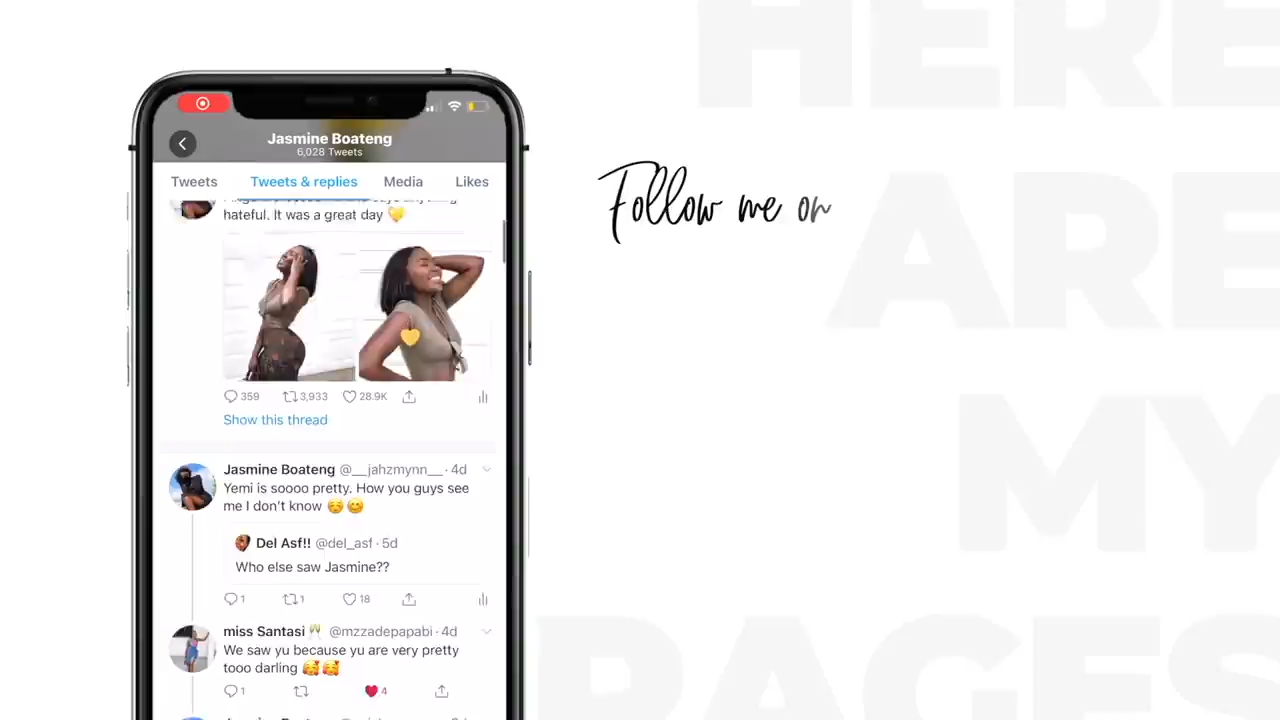 HERE
ARE
MY
PAGES
Follow me on
Jasmine Boateng
6,028 Tweets
Tweets
Tweets & replies
Media
Likes
hateful. It was a great day
359
3,933
28.9K
Show this thread
Jasmine Boateng @__jahzmynn__ · 4d
Yemi is soooo pretty. How you guys see
me I don't know
Del Asf!! @del_asf · 5d
Who else saw Jasmine??
1
1
18
miss Santasi @mzzadepapabi · 4d
We saw yu because yu are very pretty
tooo darling
1
4